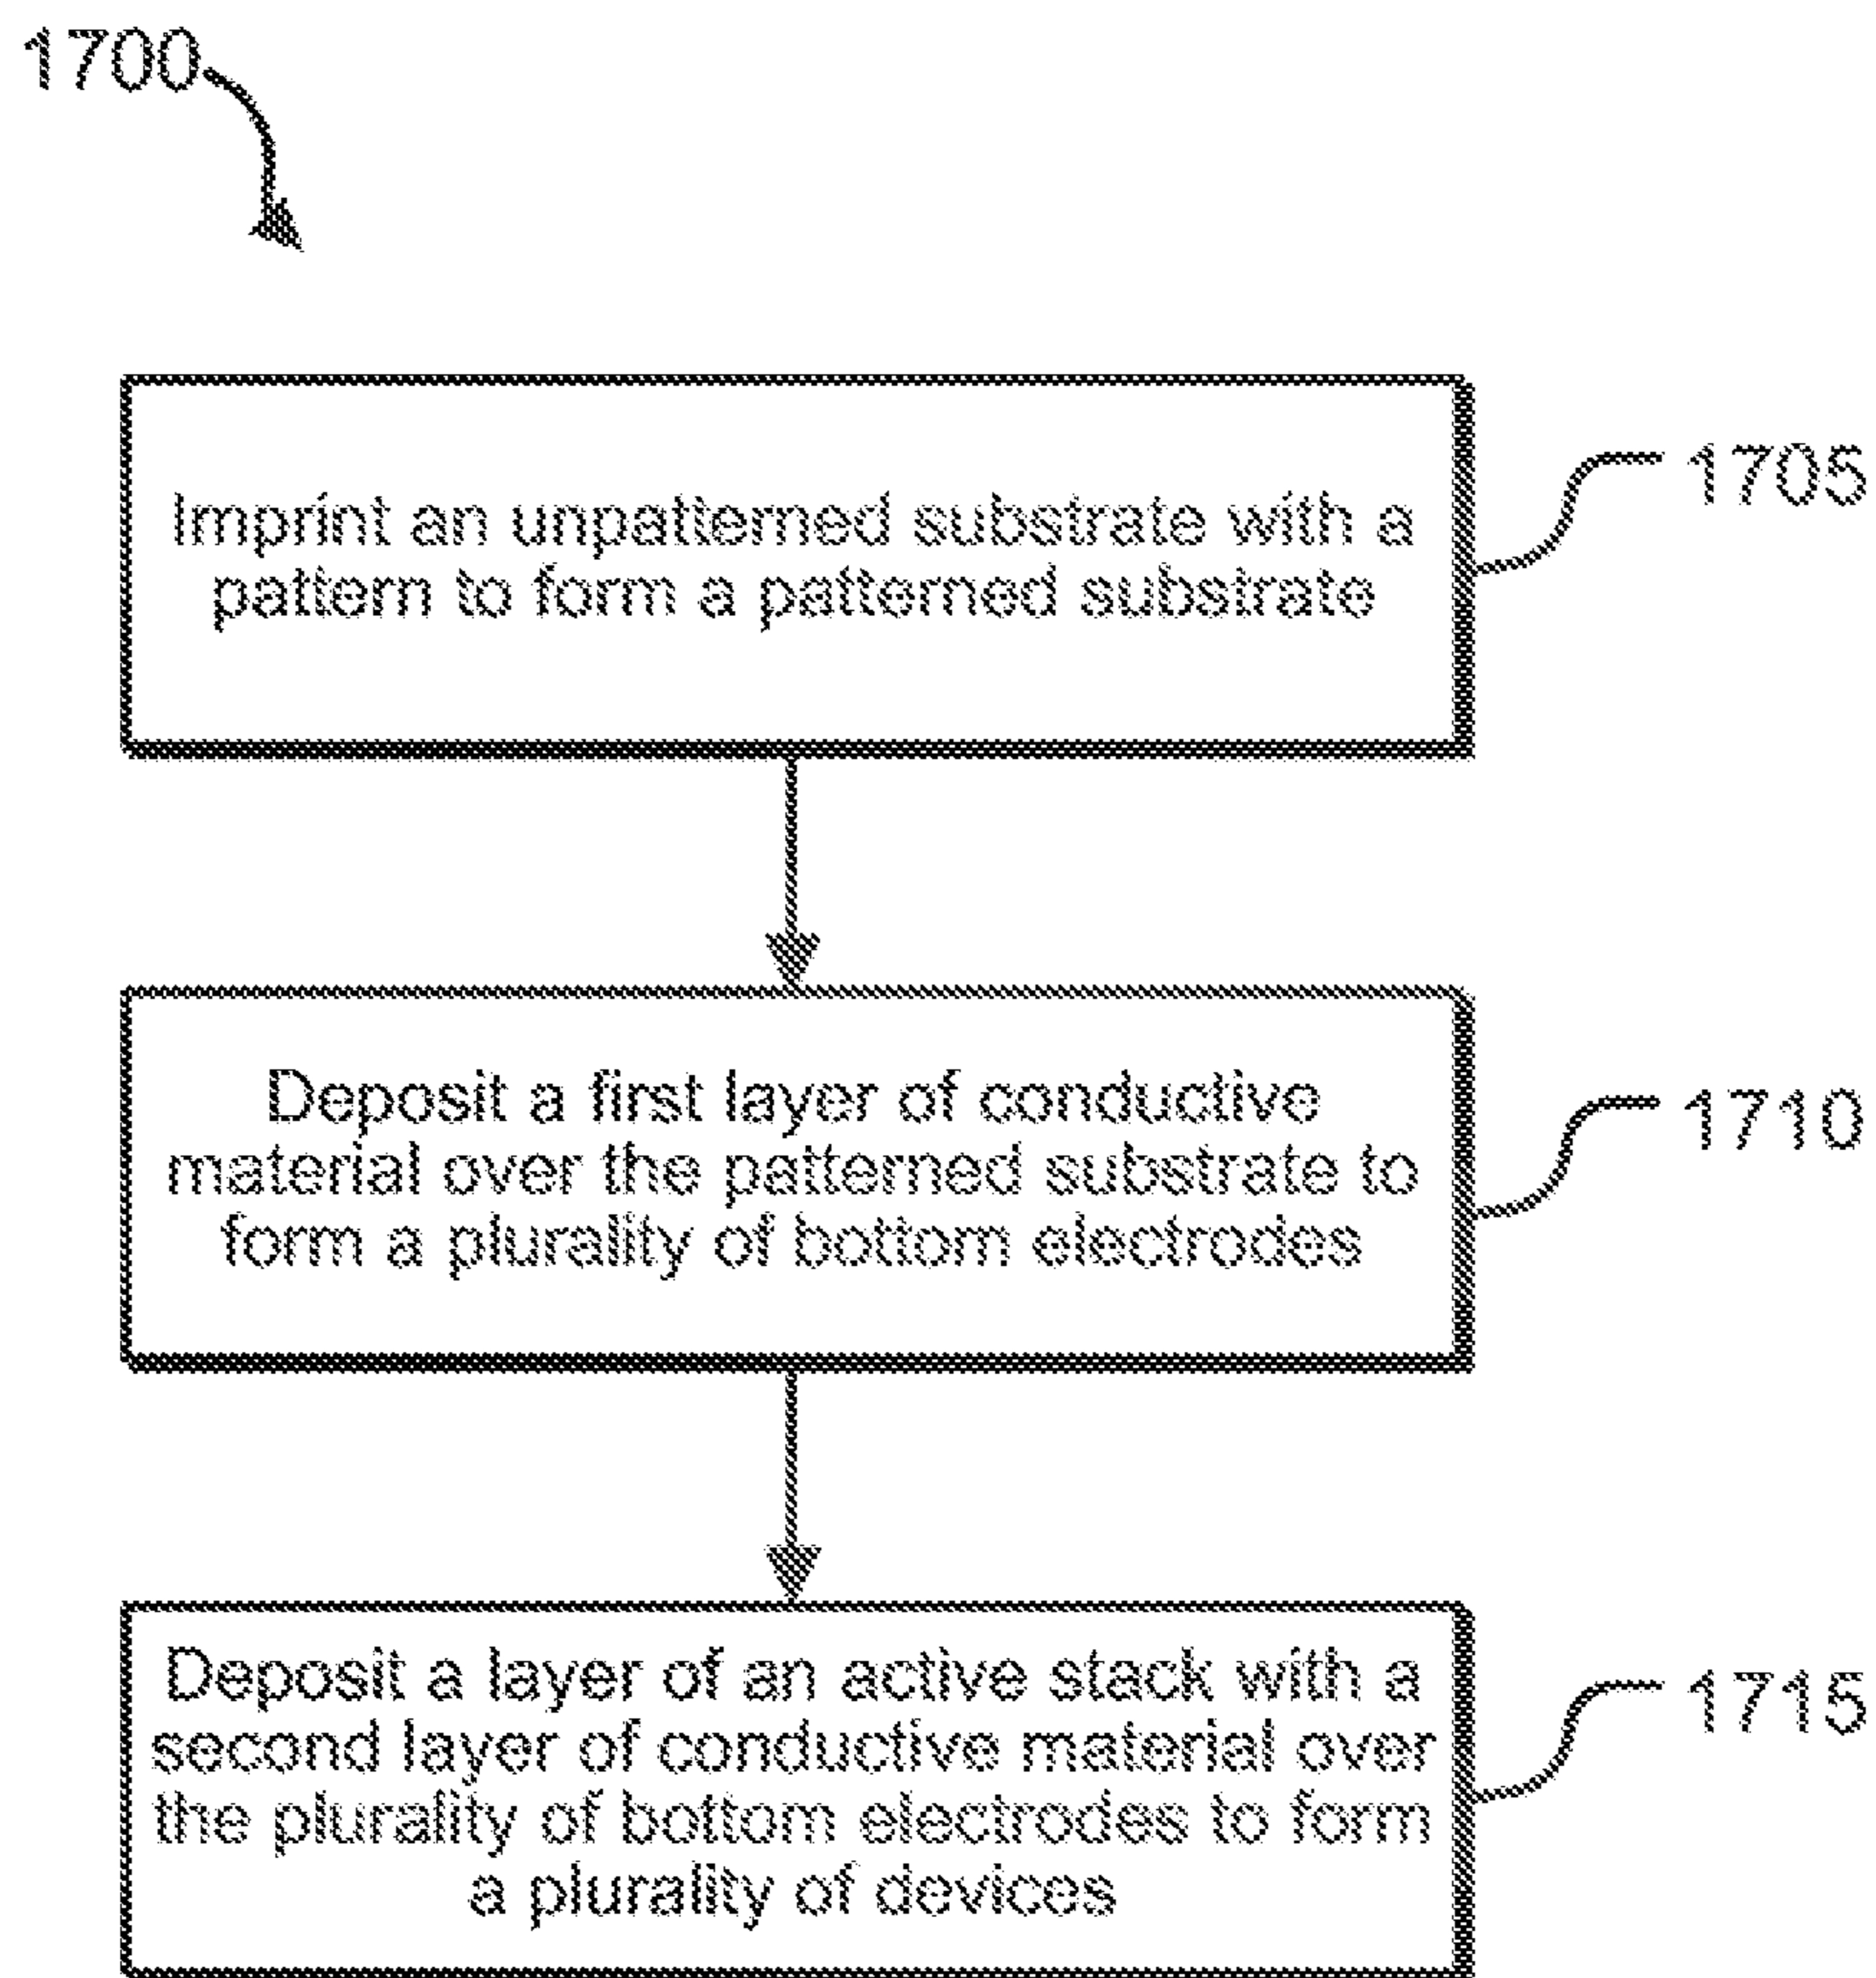 1700
Imprint an unpatterned substrate with a
pattern to form a patterned substrate
1705
Deposit a first layer of conductive
material over the patterned substrate to
form a plurality of bottom electrodes
1710
Deposit a layer of an active stack with a
second layer of conductive material over
the plurality of bottom electrodes to form
a plurality of devices
1715